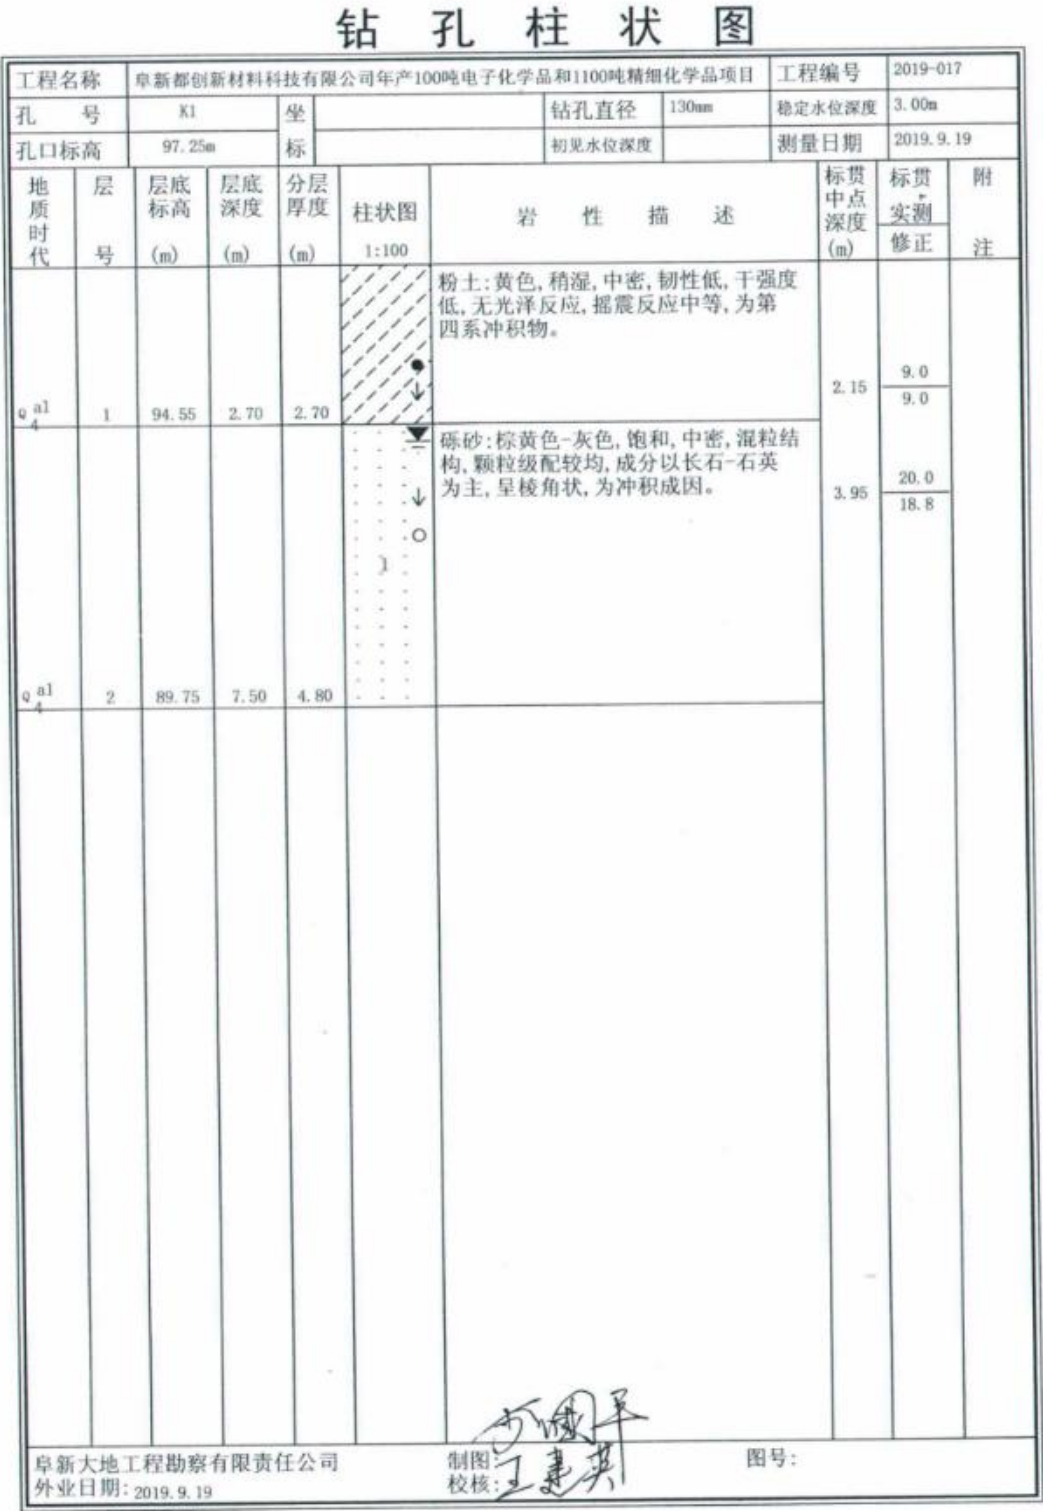 钻孔柱状图
工程名称 阜新都创新材料科技有限公司年产100吨电子化学品和1100吨精细化学品项目 工程编号 2019-017
孔号 K1 坐标 钻孔直径 130mm 稳定水位深度 3.00m
孔口标高 97.25m 初见水位深度 测量日期 2019.9.19
地质时代 层号 层底标高(m) 层底深度(m) 分层厚度(m) 柱状图 1:100 岩性描述 标贯中点深度(m) 标贯实测 修正 附注
粉土:黄色,稍湿,中密,韧性低,干强度
低,无光泽反应,摇震反应中等,为第
四系冲积物。
2.15 9.0
9.0
Q4al 1 94.55 2.70 2.70
砾砂:棕黄色-灰色,饱和,中密,混粒结
构,颗粒级配较均,成分以长石-石英
为主,呈棱角状,为冲积成因。
3.95 20.0
18.8
1
Q4al 2 89.75 7.50 4.80
阜新大地工程勘察有限责任公司 制图: 图号:
外业日期:2019.9.19 校核:王建英